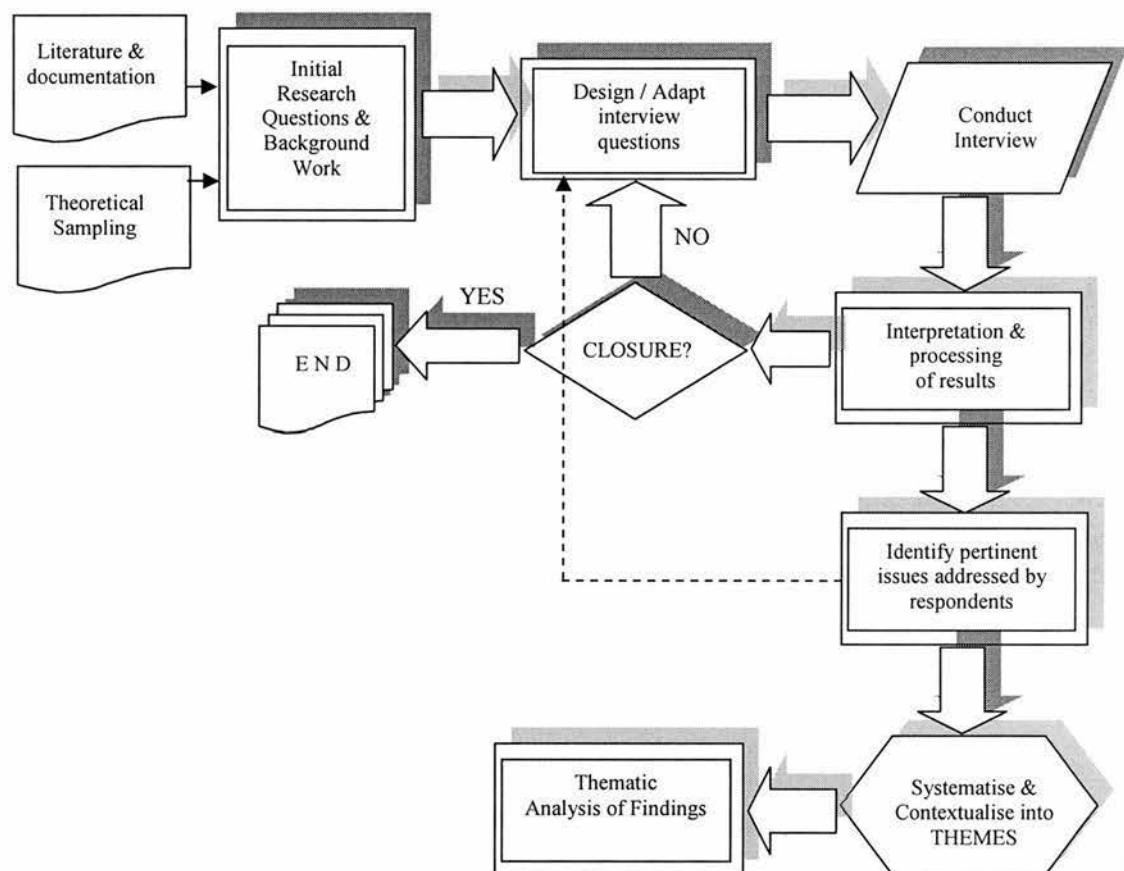 Literature &
documentation
Initial
Research
Questions &
Background
Work
Design / Adapt
interview
questions
Conduct
Interview
Theoretical
Sampling
NO
YES
E N D
CLOSURE?
Interpretation &
processing
of results
Identify pertinent
issues addressed by
respondents
Thematic
Analysis of Findings
Systematise &
Contextualise into
THEMES